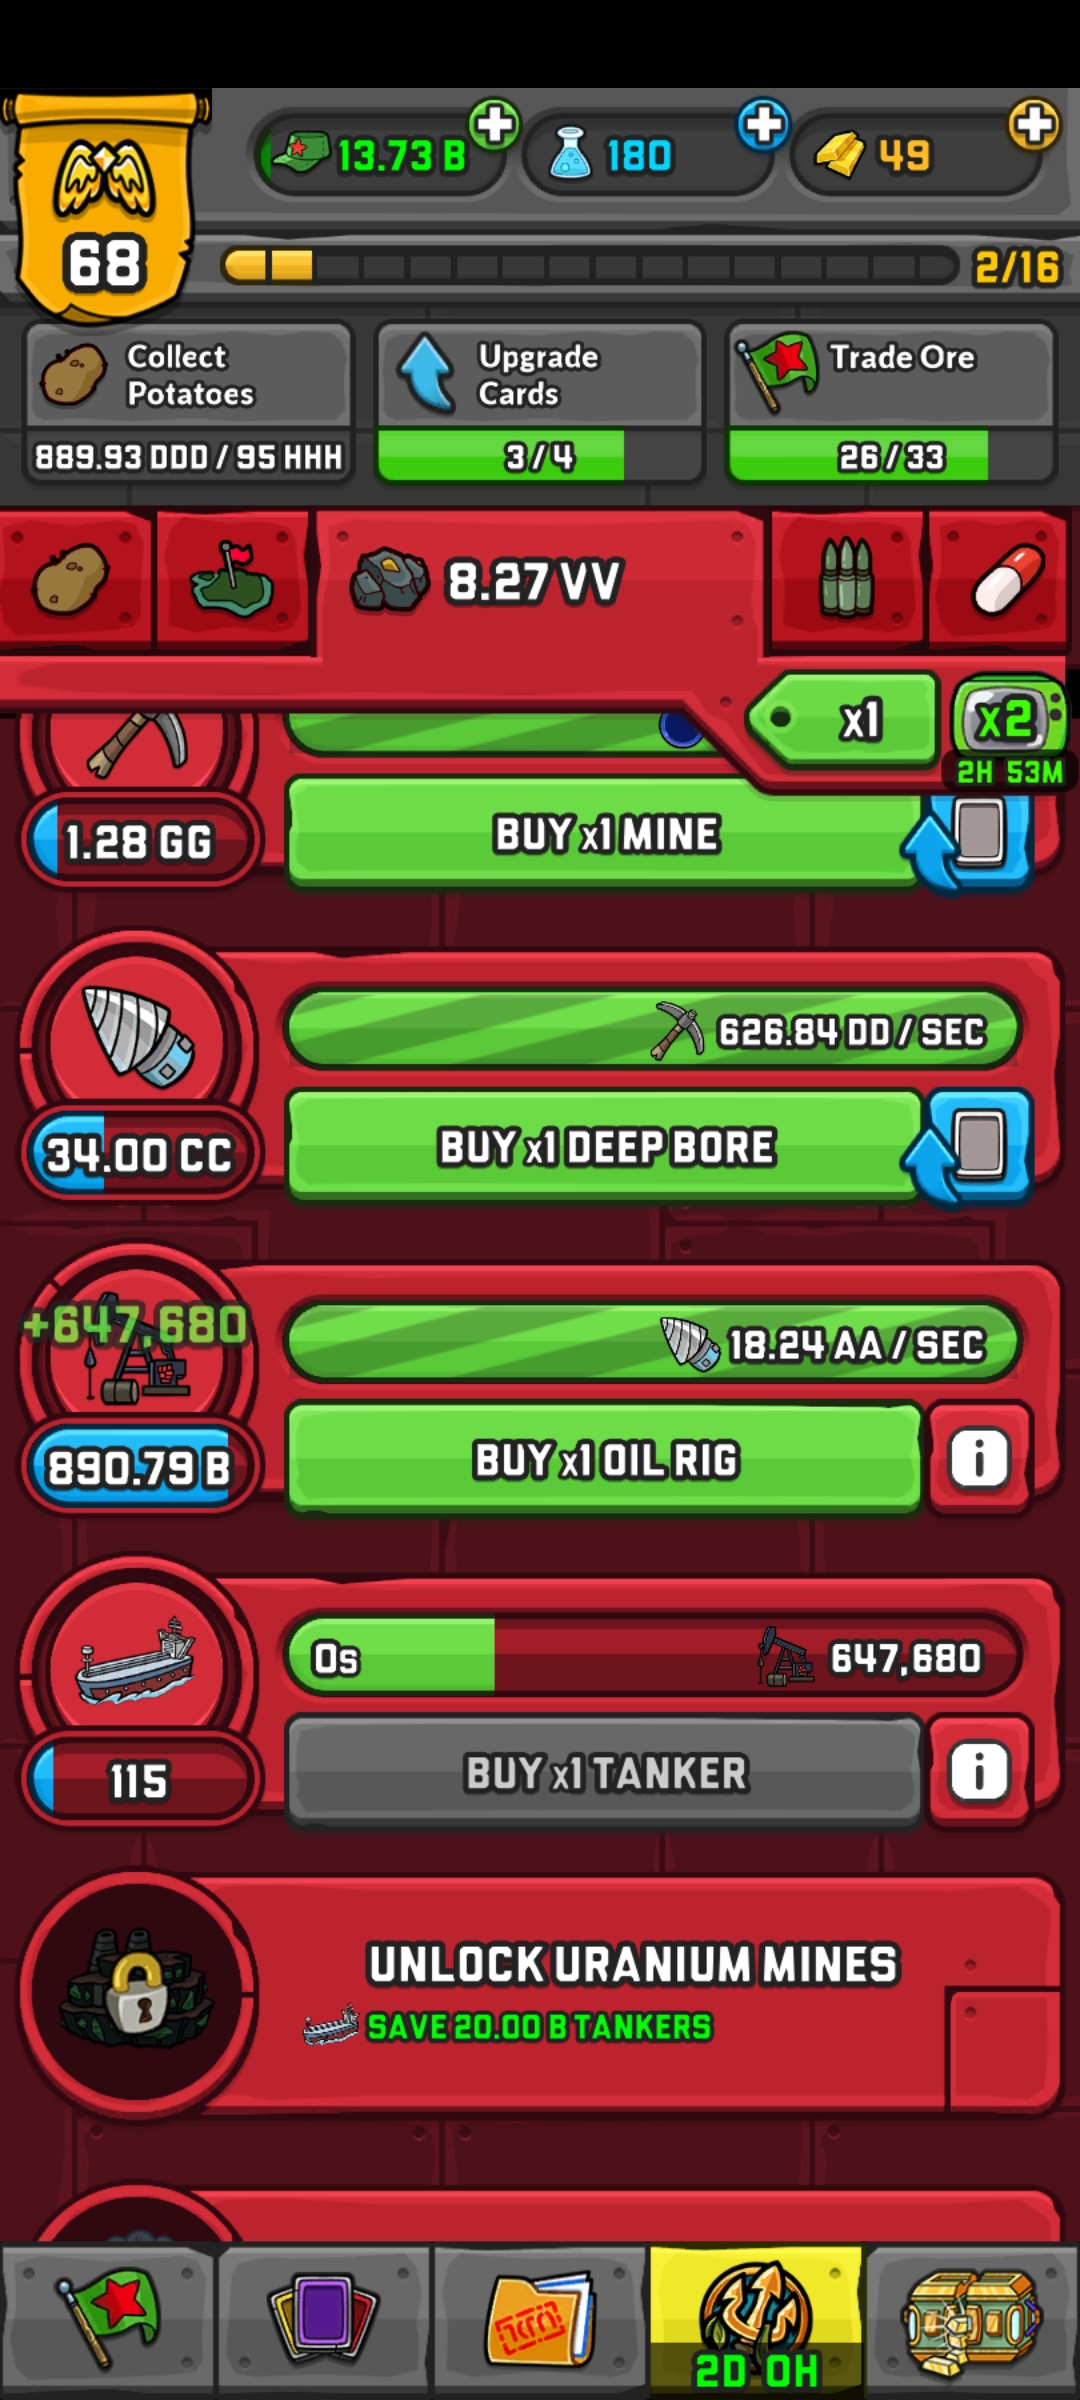 13.73 B
180
49
68
2/16
Collect
Potatoes
889.93 DDD / 95 HHH
Upgrade
Cards
3/4
Trade Ore
26/33
8.27 VV
x1
x2
2H 53M
1.28 GG
BUY x1 MINE
626.84 DD / SEC
34.00 CC
BUY x1 DEEP BORE
+647,680
18.24 AA / SEC
890.79 B
BUY x1 OIL RIG
i
0s
647,680
115
BUY x1 TANKER
i
UNLOCK URANIUM MINES
SAVE 20.00 B TANKERS
2D 0H